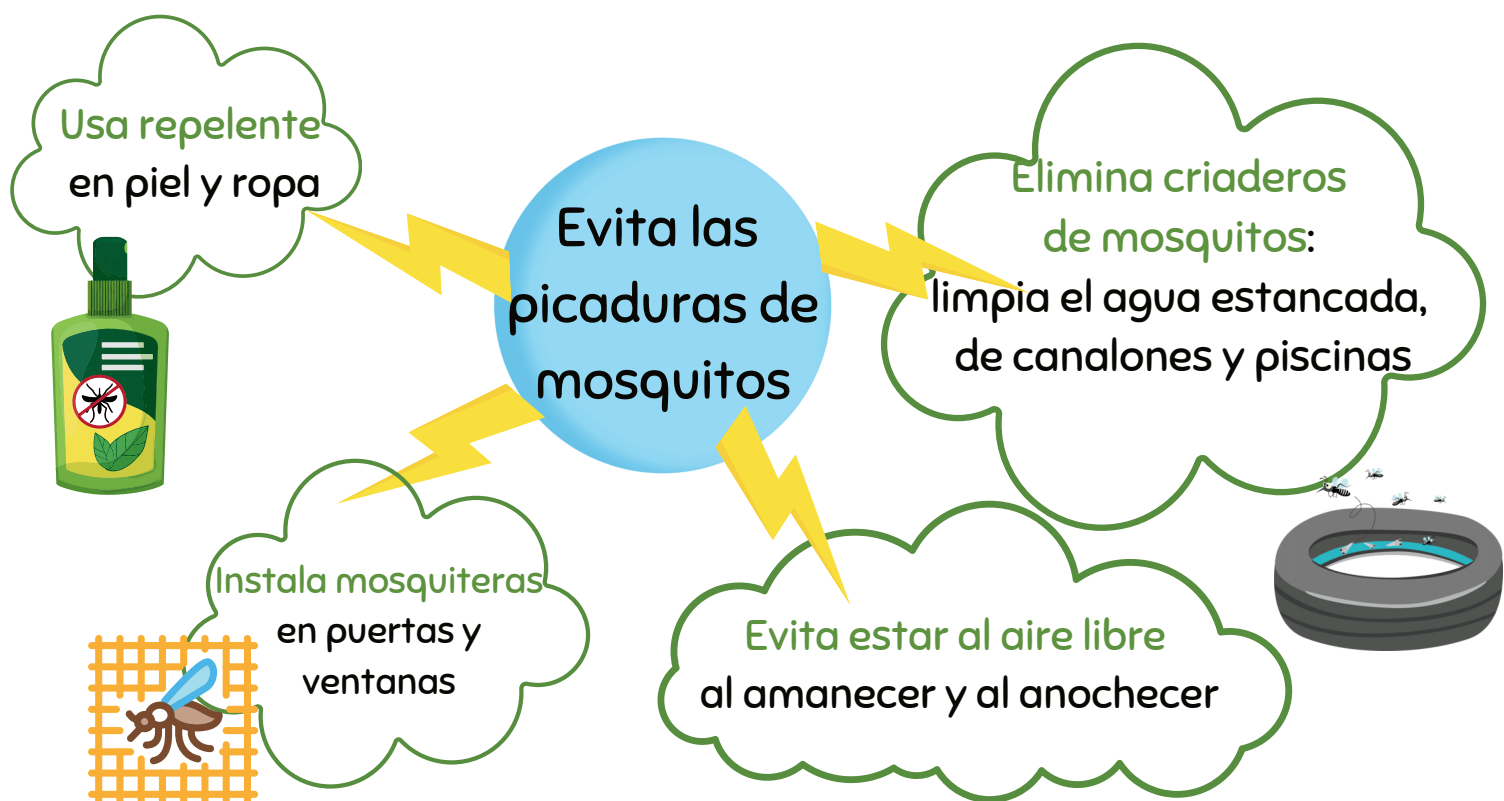 Usa repelente
en piel y ropa
Evita las
picaduras de
mosquitos
Elimina criaderos
de mosquitos:
limpia el agua estancada,
de canalones y piscinas
Instala mosquiteras
en puertas y
ventanas
Evita estar al aire libre
al amanecer y al anochecer